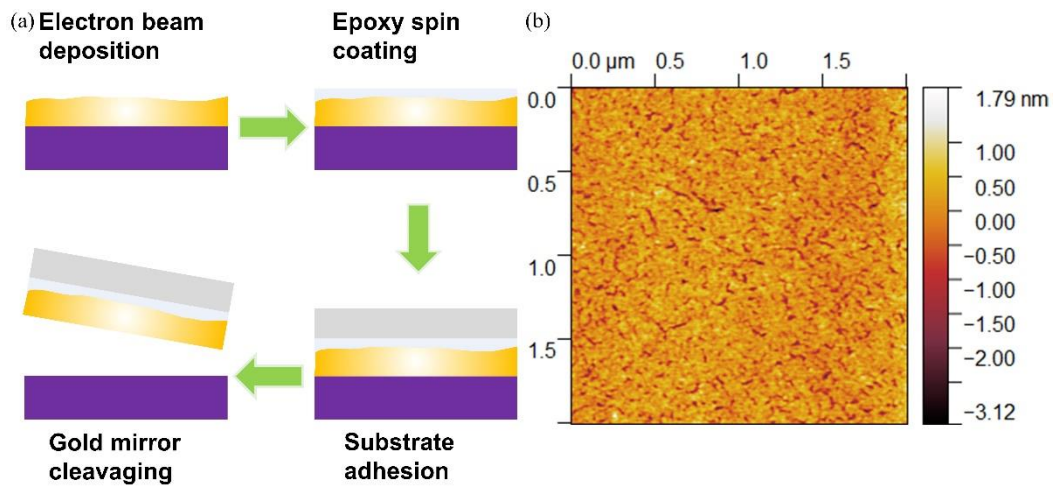 (a) Electron beam
deposition
Epoxy spin
coating
Gold mirror
cleavaging
Substrate
adhesion
(b)
0.0 µm 0.5 1.0 1.5
0.0
0.5
1.0
1.5
1.79 nm
1.00
0.50
0.00
−0.50
−1.00
−1.50
−2.00
−3.12